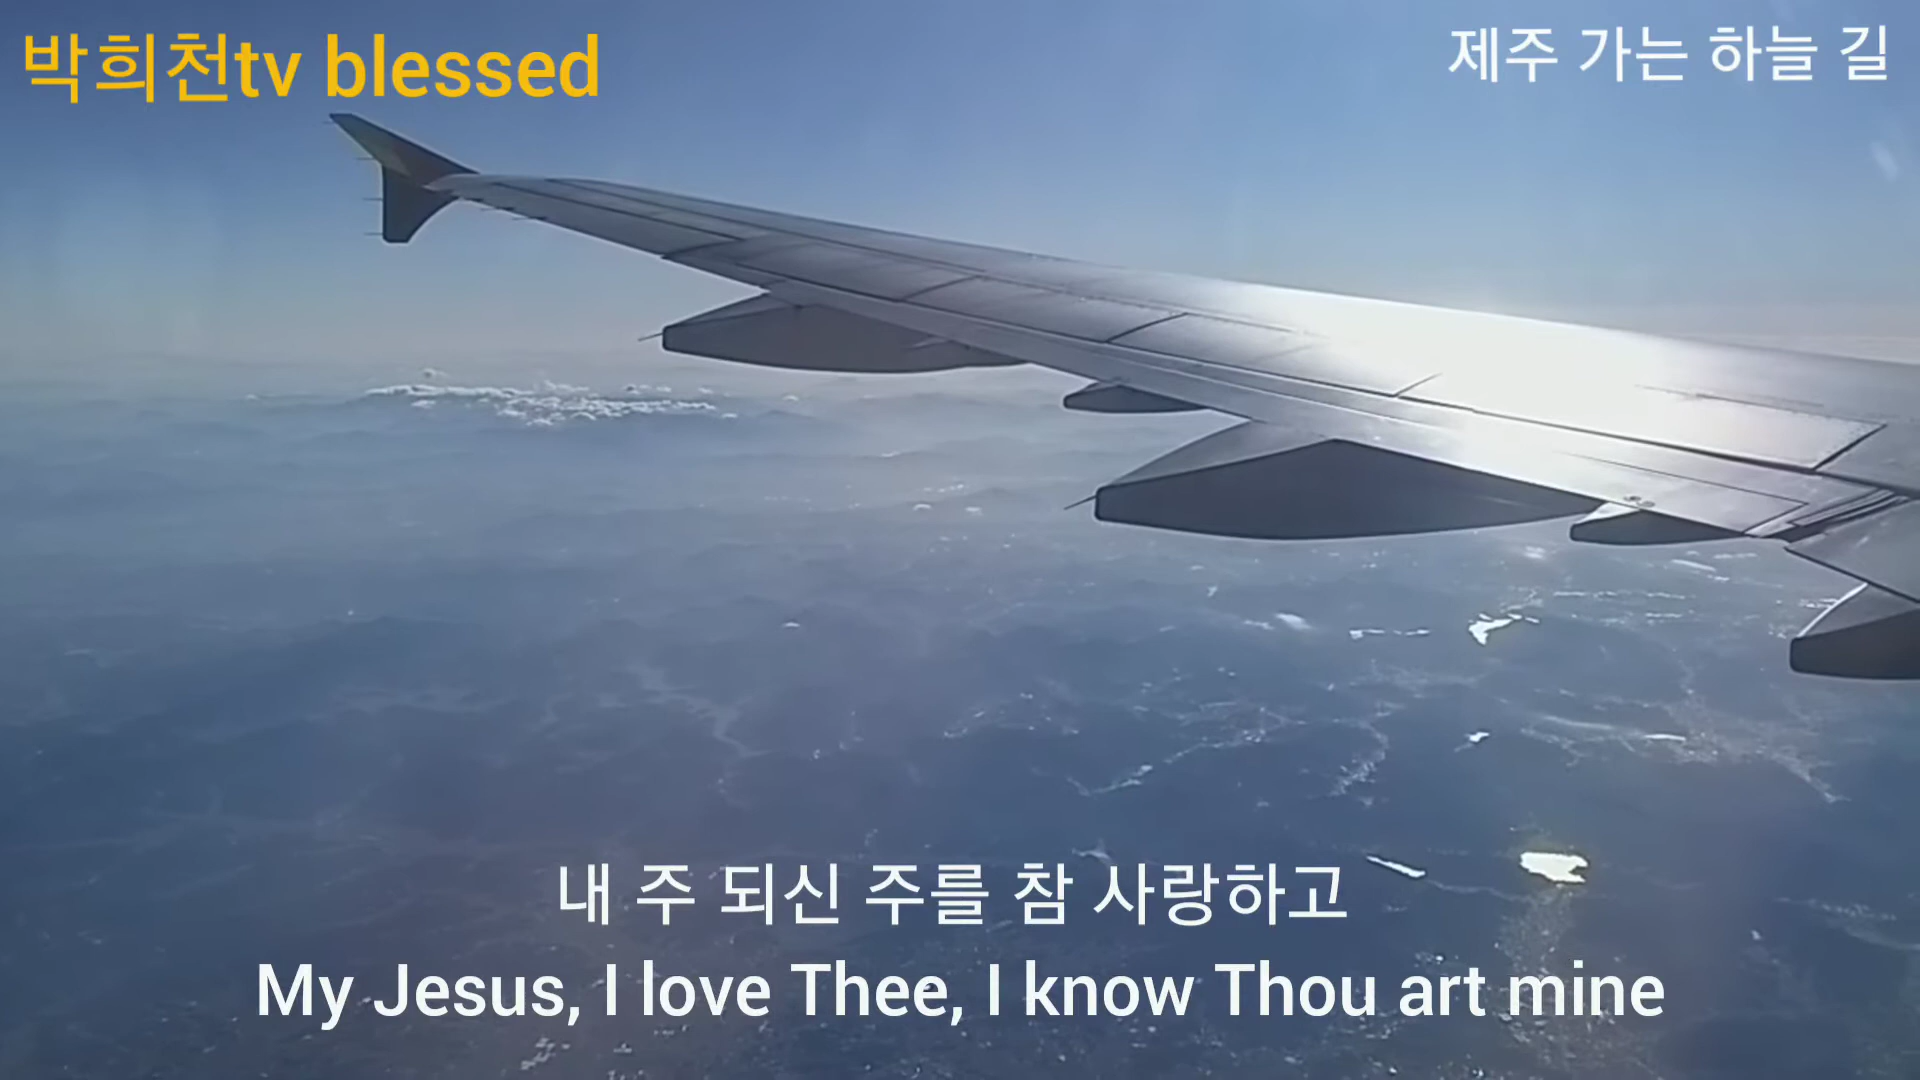 박희천tv blessed
제주 가는 하늘 길
내 주 되신 주를 참 사랑하고
My Jesus, I love Thee, I know Thou art mine